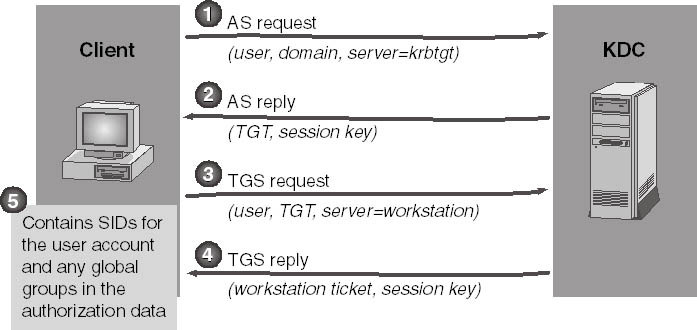 Client
KDC
1 AS request
(user, domain, server=krbtgt)
2 AS reply
(TGT, session key)
3 TGS request
(user, TGT, server=workstation)
4 TGS reply
(workstation ticket, session key)
5
Contains SIDs for
the user account
and any global
groups in the
authorization data